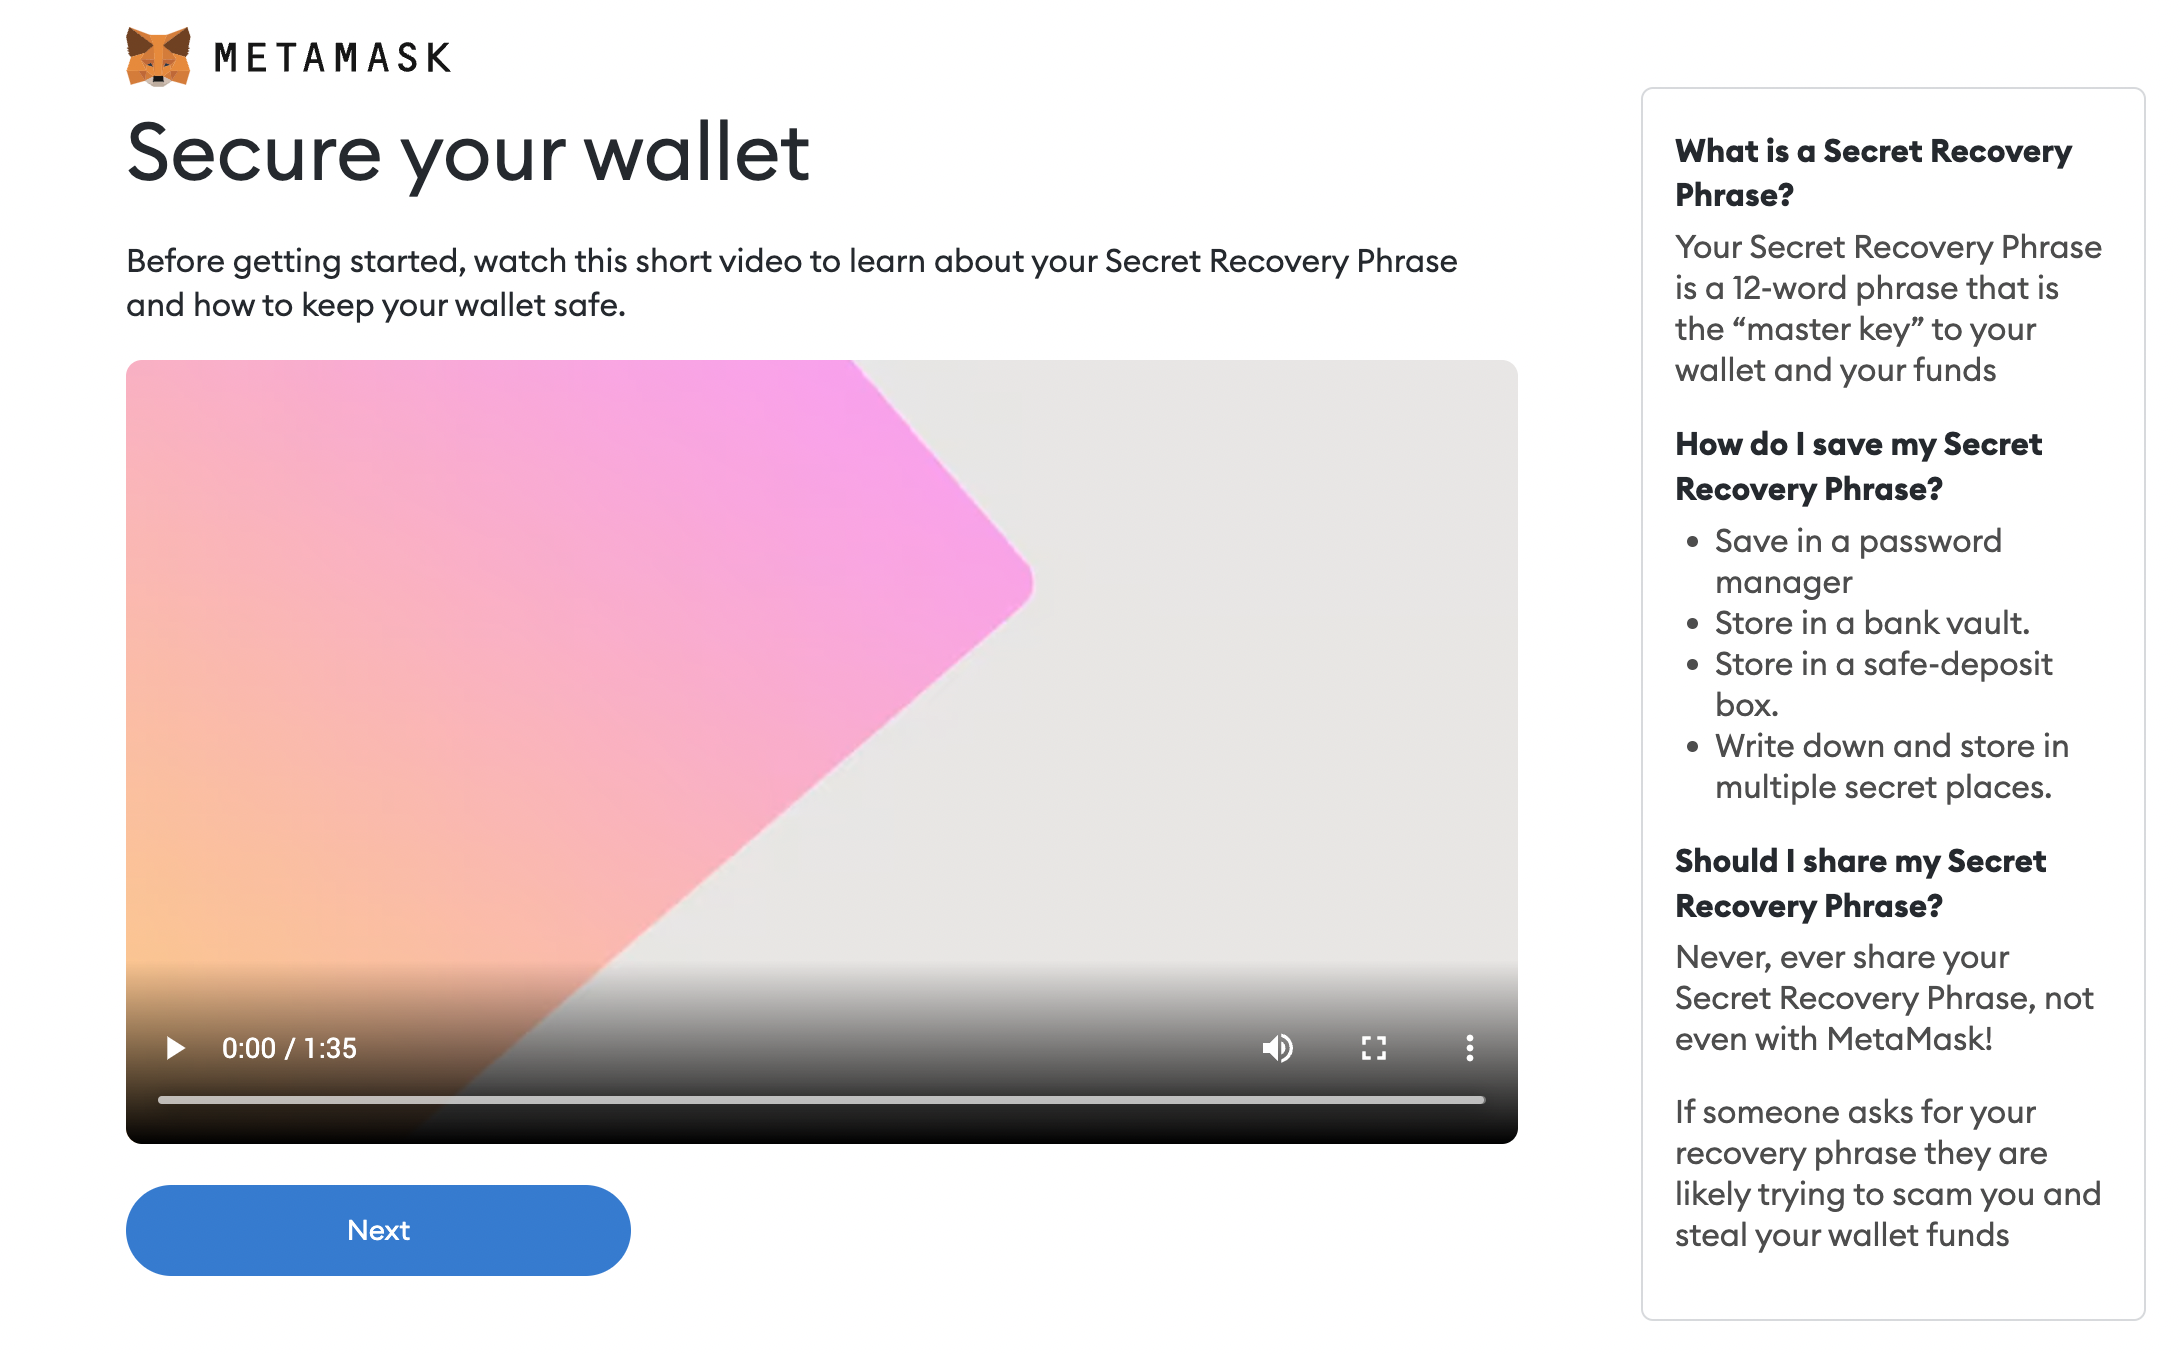 METAMASK
Secure your wallet
Before getting started, watch this short video to learn about your Secret Recovery Phrase
and how to keep your wallet safe.
0:00 / 1:35
Next
What is a Secret Recovery
Phrase?
Your Secret Recovery Phrase
is a 12-word phrase that is
the “master key” to your
wallet and your funds
How do I save my Secret
Recovery Phrase?
• Save in a password
manager
• Store in a bank vault.
• Store in a safe-deposit
box.
• Write down and store in
multiple secret places.
Should I share my Secret
Recovery Phrase?
Never, ever share your
Secret Recovery Phrase, not
even with MetaMask!
If someone asks for your
recovery phrase they are
likely trying to scam you and
steal your wallet funds